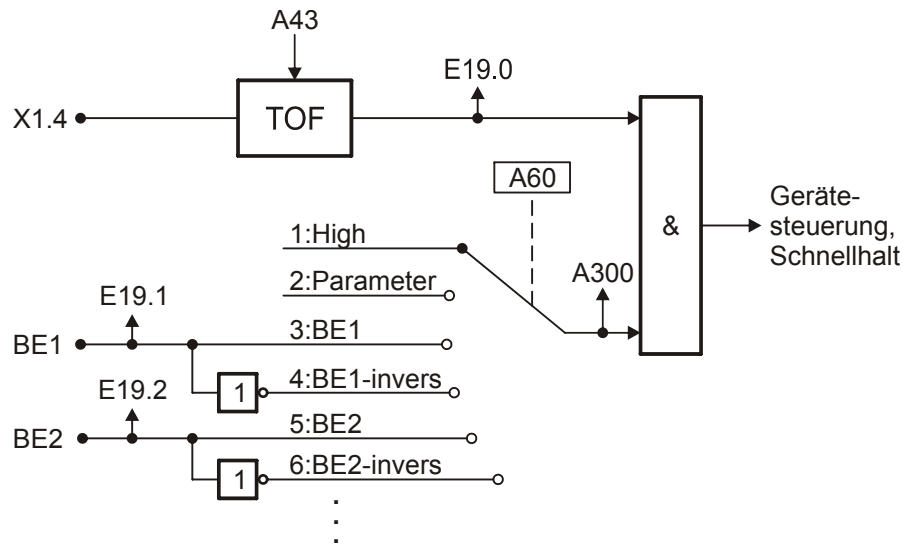 A43
E19.0
X1.4
TOF
A60
Geräte-
steuerung,
Schnellhalt
&
1:High
A300
2:Parameter
E19.1
BE1
3:BE1
1
4:BE1-invers
E19.2
BE2
5:BE2
1
6:BE2-invers